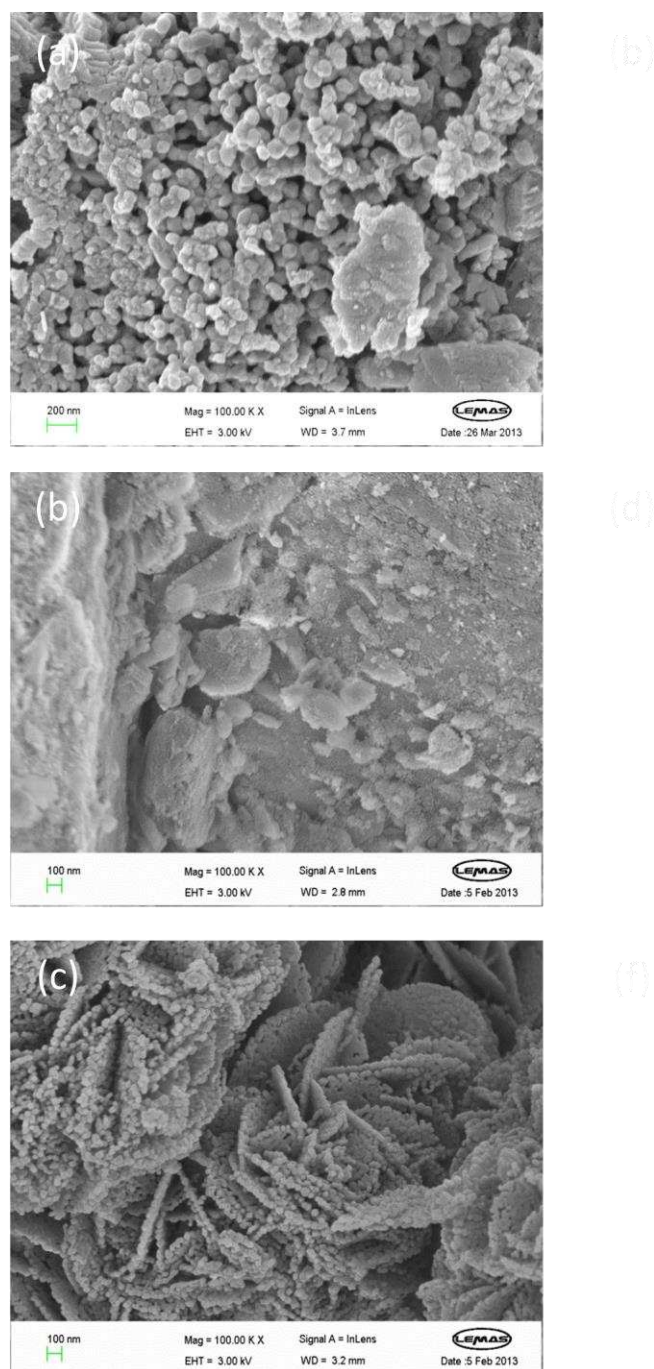 (a)
(b)
200 nm
Mag = 100.00 K X
Signal A = InLens
LEMAS
EHT = 3.00 kV
WD = 3.7 mm
Date :26 Mar 2013
(b)
(d)
100 nm
Mag = 100.00 K X
Signal A = InLens
LEMAS
EHT = 3.00 kV
WD = 2.8 mm
Date :5 Feb 2013
(c)
(f)
100 nm
Mag = 100.00 K X
Signal A = InLens
LEMAS
EHT = 3.00 kV
WD = 3.2 mm
Date :5 Feb 2013